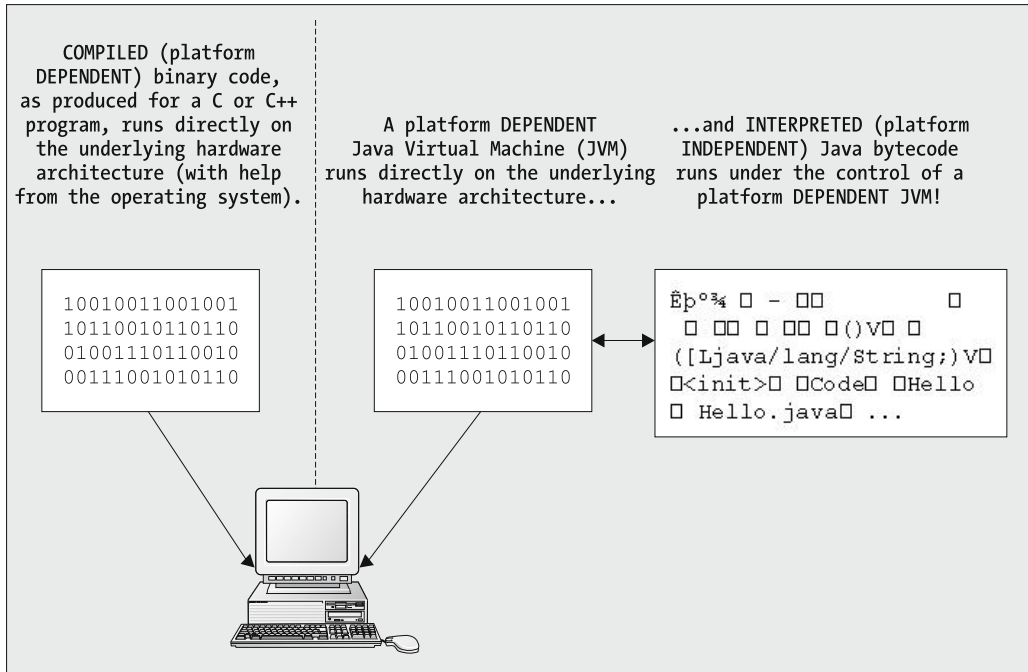 COMPILED (platform
DEPENDENT) binary code,
as produced for a C or C++
program, runs directly on
the underlying hardware
architecture (with help
from the operating system).
A platform DEPENDENT
Java Virtual Machine (JVM)
runs directly on the underlying
hardware architecture...
...and INTERPRETED (platform
INDEPENDENT) Java bytecode
runs under the control of a
platform DEPENDENT JVM!
10010011001001
10110010110110
01001110110010
00111001010110
10010011001001
10110010110110
01001110110010
00111001010110
Êþº¾ □ - □□ □
□ □□ □ □□ □()V□ □
([Ljava/lang/String;)V□
□<init>□ □Code□ □Hello
□ Hello.java□ ...